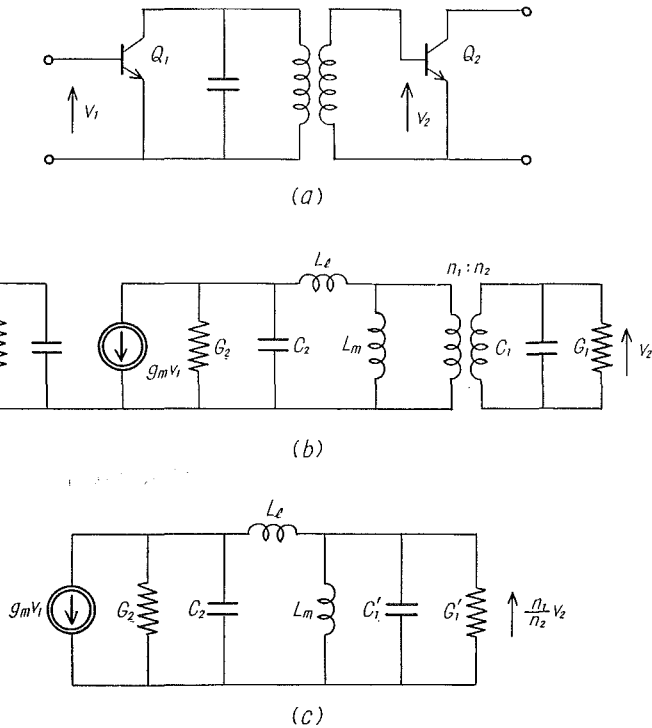 Q₁
Q₂
v₁
v₂
(a)
Lℓ
n₁ : n₂
gₘv₁
G₂
C₂
Lₘ
C₁
G₁
v₂
(b)
Lℓ
gₘv₁
G₂
C₂
Lₘ
C₁′
G₁′
n₁/n₂ v₂
(c)